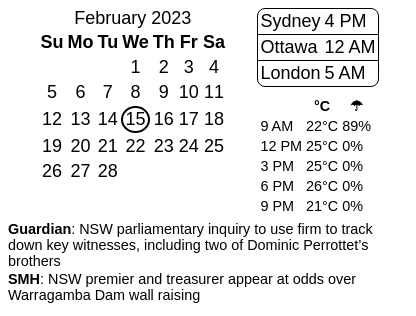 February 2023
Su Mo Tu We Th Fr Sa
1 2 3 4
5 6 7 8 9 10 11
12 13 14 15 16 17 18
19 20 21 22 23 24 25
26 27 28
Sydney 4 PM
Ottawa 12 AM
London 5 AM
°C ☂
9 AM 22°C 89%
12 PM 25°C 0%
3 PM 25°C 0%
6 PM 26°C 0%
9 PM 21°C 0%
Guardian: NSW parliamentary inquiry to use firm to track
down key witnesses, including two of Dominic Perrottet’s
brothers
SMH: NSW premier and treasurer appear at odds over
Warragamba Dam wall raising